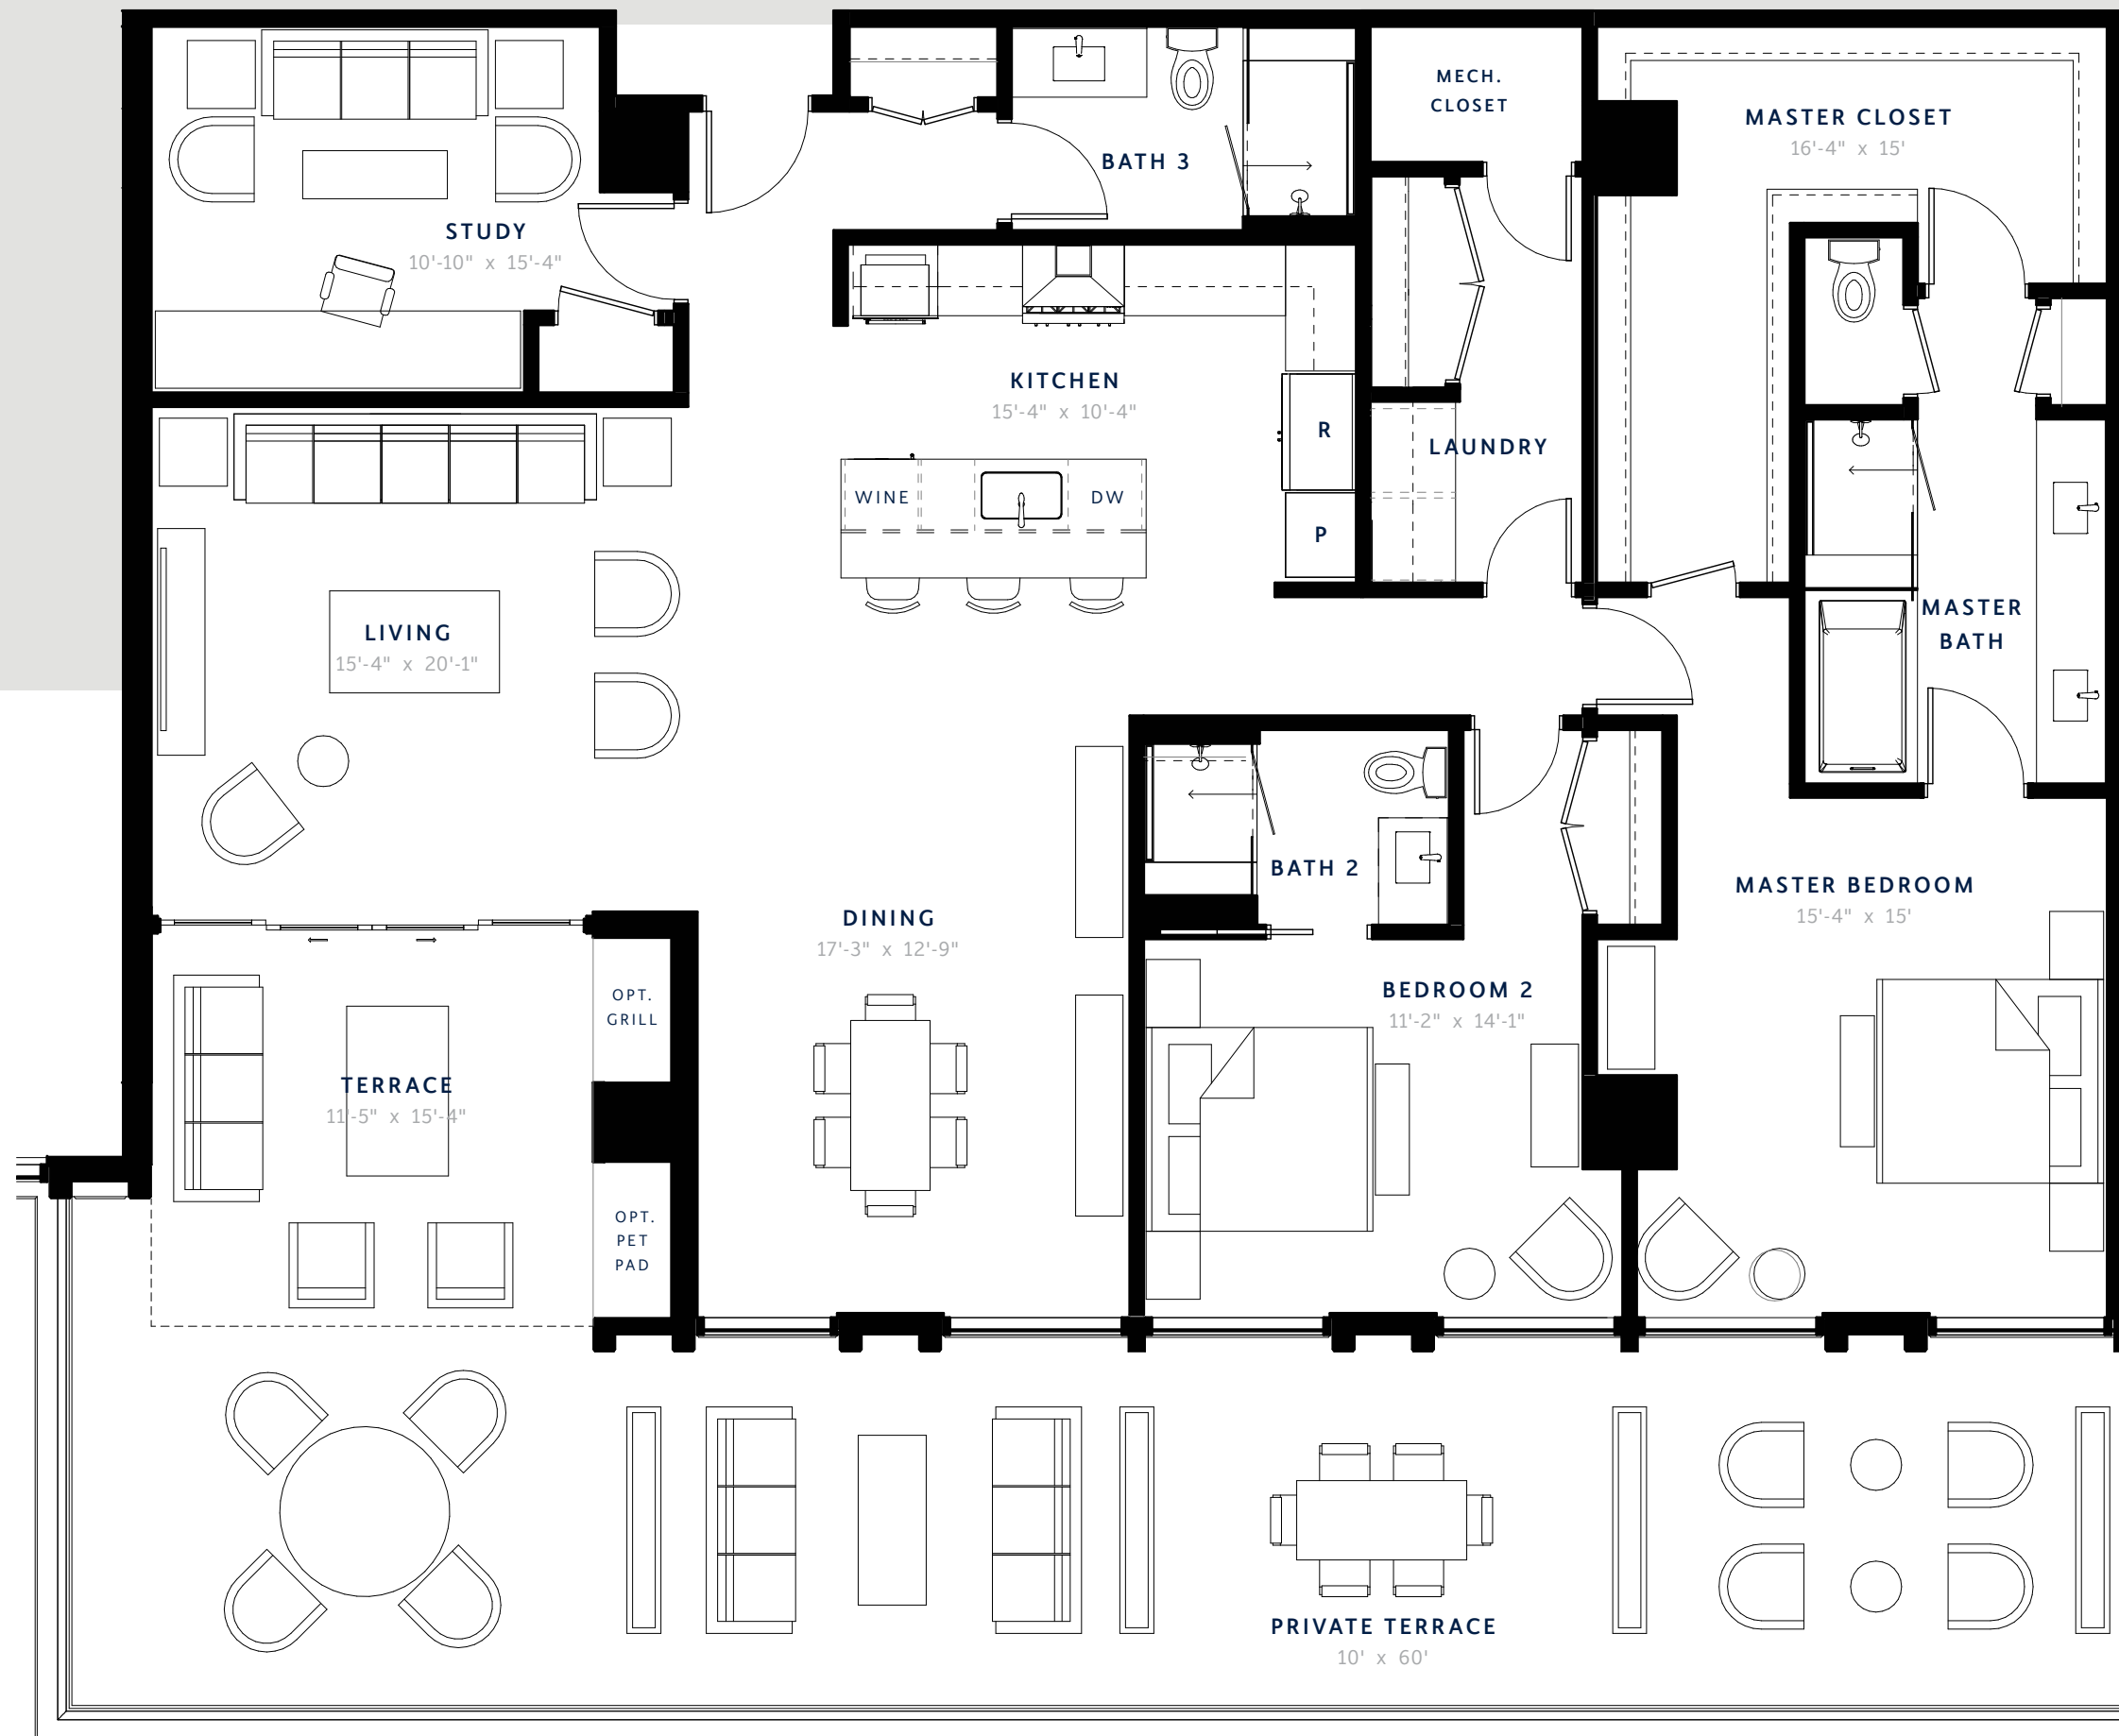 MECH.
CLOSET
MASTER CLOSET
16'-4" x 15'
BATH 3
STUDY
10'-10" x 15'-4"
KITCHEN
15'-4" x 10'-4"
R
LAUNDRY
WINE
DW
P
MASTER
BATH
LIVING
15'-4" x 20'-1"
BATH 2
MASTER BEDROOM
15'-4" x 15'
DINING
17'-3" x 12'-9"
BEDROOM 2
11'-2" x 14'-1"
OPT.
GRILL
TERRACE
11'-5" x 15'-4"
OPT.
PET
PAD
PRIVATE TERRACE
10' x 60'